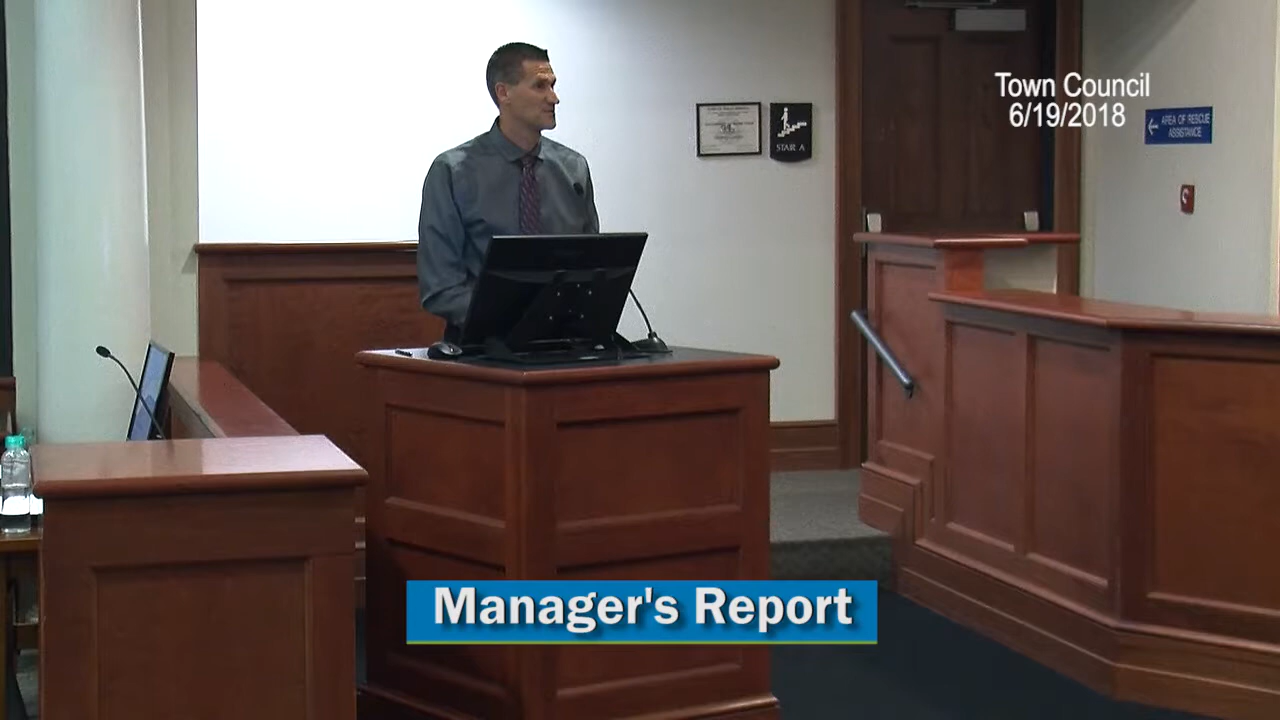 Town Council
6/19/2018
AREA OF RESCUE
ASSISTANCE
STAIR A
Manager's Report